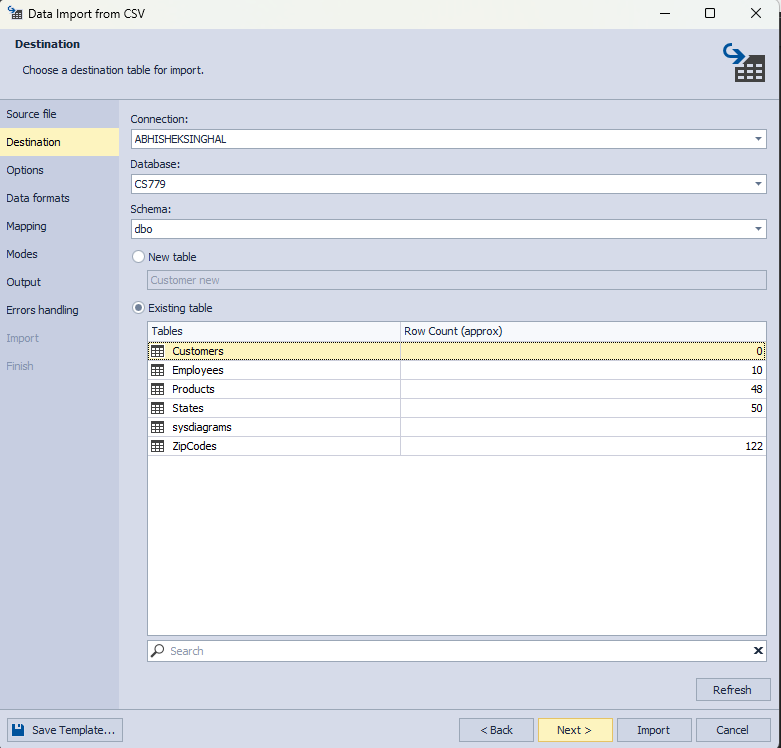 Data Import from CSV
Destination
Choose a destination table for import.
Source file
Destination
Options
Data formats
Mapping
Modes
Output
Errors handling
Import
Finish
Connection:
ABHISHEKSINGHAL
Database:
CS779
Schema:
dbo
New table
Customer new
Existing table
Tables Row Count (approx)
Customers 0
Employees 10
Products 48
States 50
sysdiagrams
ZipCodes 122
Search
Refresh
Save Template... < Back Next > Import Cancel